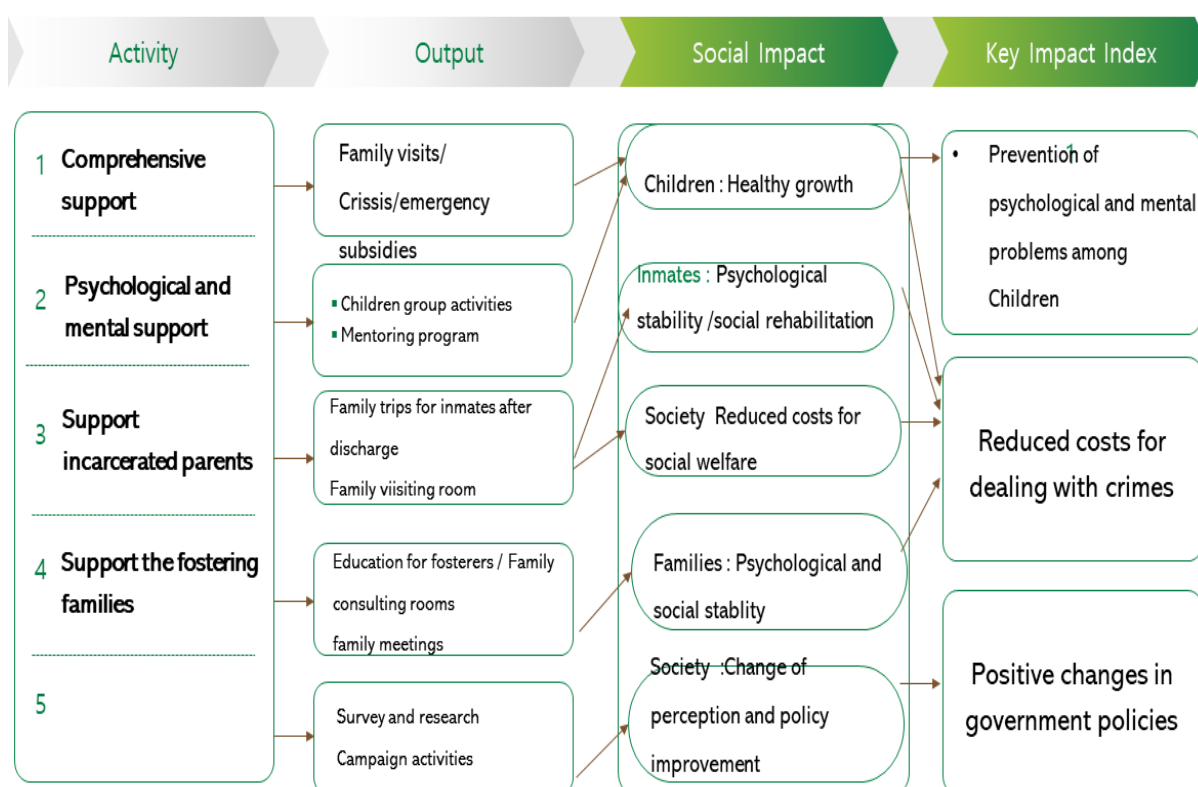 Activity
Output
Social Impact
Key Impact Index
1
Comprehensive
support
2
Psychological and
mental support
3
Support
incarcerated parents
4
Support the fostering
families
5
Family visits/
Crissis/emergency
subsidies
▪ Children group activities
▪ Mentoring program
Family trips for inmates after
discharge
Family viisiting room
Education for fosterers / Family
consulting rooms
family meetings
Survey and research
Campaign activities
Children : Healthy growth
Inmates : Psychological
stability /social rehabilitation
Society Reduced costs for
social welfare
Families : Psychological and
social stablity
Society :Change of
perception and policy
improvement
1
• Prevention of
psychological and mental
problems among
Children
Reduced costs for
dealing with crimes
Positive changes in
government policies